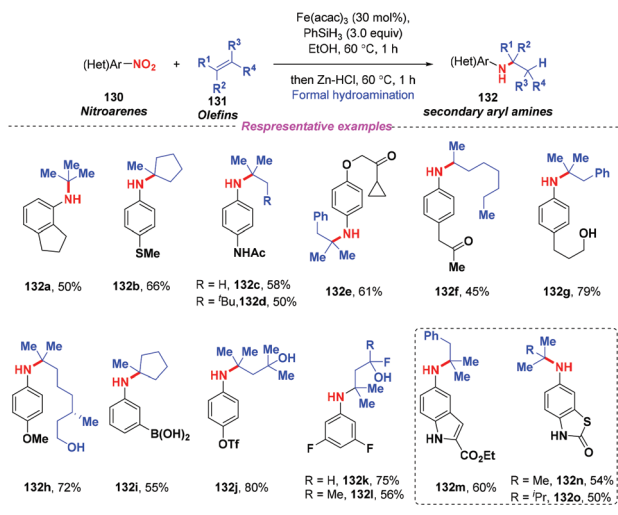 Fe(acac)3 (30 mol%),
PhSiH3 (3.0 equiv)
EtOH, 60 °C, 1 h
then Zn-HCl, 60 °C, 1 h
Formal hydroamination
(Het)Ar–NO2
130
Nitroarenes
+
R1 R3
R2 R4
131
Olefins
R1 R2
(Het)Ar N H H
R3 R4
132
secondary aryl amines
Respresentative examples
Me
Me Me
NH
132a, 50%
Me
HN
SMe
132b, 66%
Me Me
HN
R
NHAc
R = H, 132c, 58%
R = tBu, 132d, 50%
O
O
Ph
NH
Me Me
132e, 61%
Me
HN
Me
O
Me
132f, 45%
Me
Me Ph
HN
OH
132g, 79%
Me Me
HN
Me
OMe
OH
132h, 72%
Me
HN
B(OH)2
132i, 55%
Me Me OH
Me
HN Me
OTf
132j, 80%
R
F
OH
Me
HN Me
F F
R = H, 132k, 75%
R = Me, 132l, 56%
Ph
Me
HN Me
HN
CO2Et
132m, 60%
R Me
Me NH
S
HN
O
R = Me, 132n, 54%
R = iPr, 132o, 50%